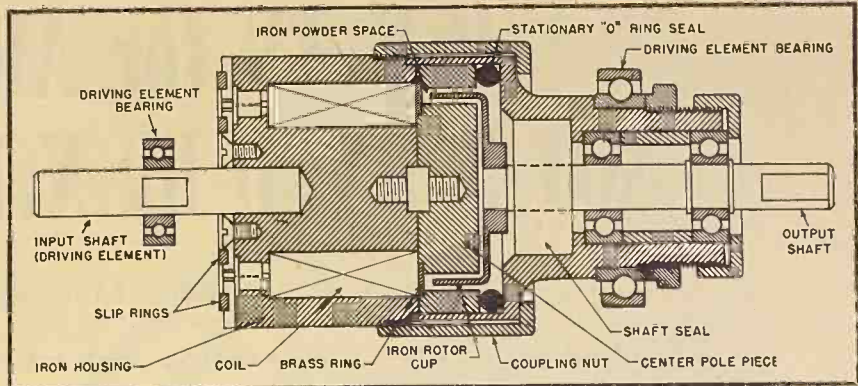 IRON POWDER SPACE
STATIONARY "O" RING SEAL
DRIVING ELEMENT BEARING
DRIVING ELEMENT
BEARING
INPUT SHAFT
(DRIVING ELEMENT)
OUTPUT
SHAFT
SLIP RINGS
SHAFT SEAL
IRON HOUSING
COIL
BRASS RING
IRON ROTOR
CUP
COUPLING NUT
CENTER POLE PIECE